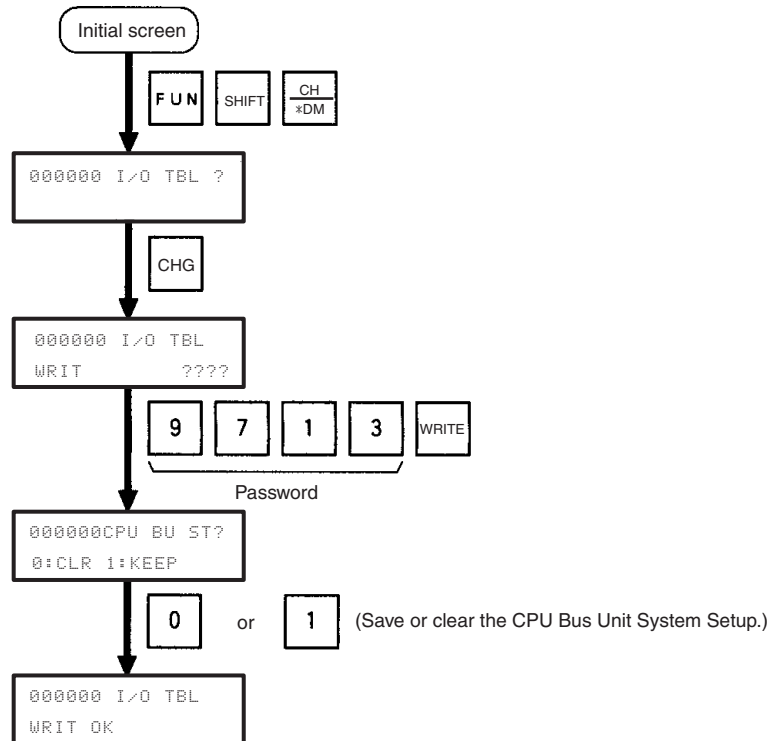 Initial screen
FUN SHIFT CH
*DM
000000 I/O TBL ?
CHG
000000 I/O TBL
WRIT ????
9 7 1 3 WRITE
Password
000000CPU BU ST?
0:CLR 1:KEEP
0 or 1 (Save or clear the CPU Bus Unit System Setup.)
000000 I/O TBL
WRIT OK